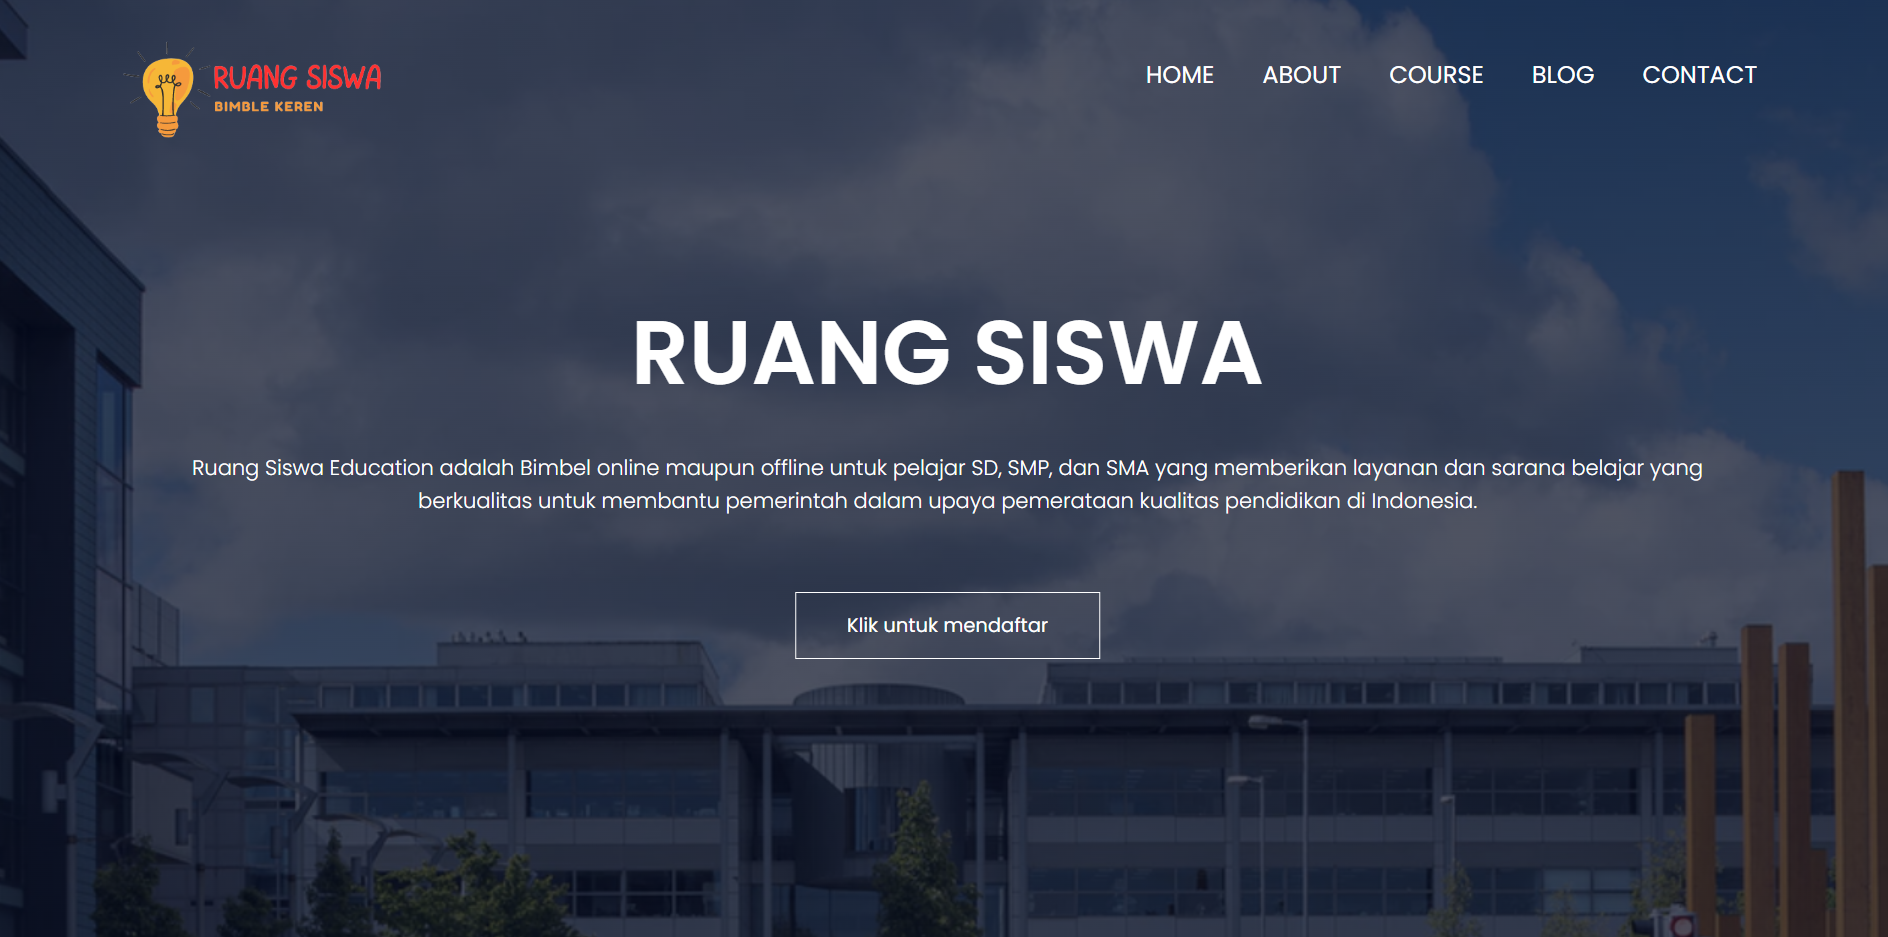 RUANG SISWA
BIMBLE KEREN
HOME ABOUT COURSE BLOG CONTACT
RUANG SISWA
Ruang Siswa Education adalah Bimbel online maupun offline untuk pelajar SD, SMP, dan SMA yang memberikan layanan dan sarana belajar yang
berkualitas untuk membantu pemerintah dalam upaya pemerataan kualitas pendidikan di Indonesia.
Klik untuk mendaftar